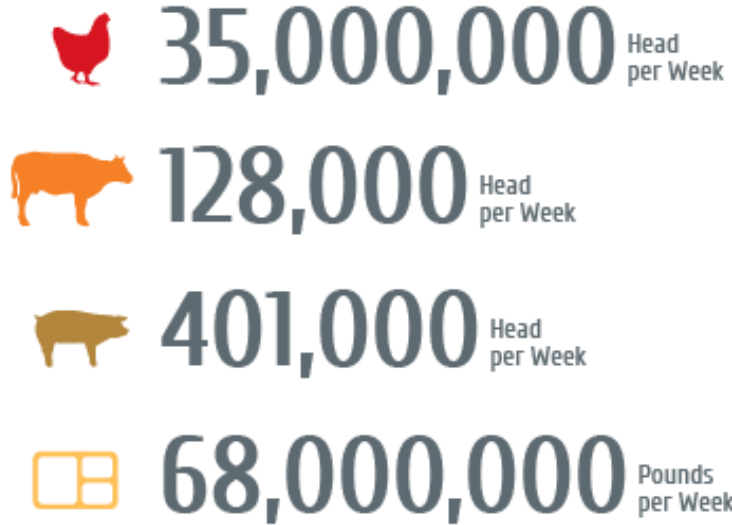 35,000,000 Head
per Week
128,000 Head
per Week
401,000 Head
per Week
68,000,000 Pounds
per Week